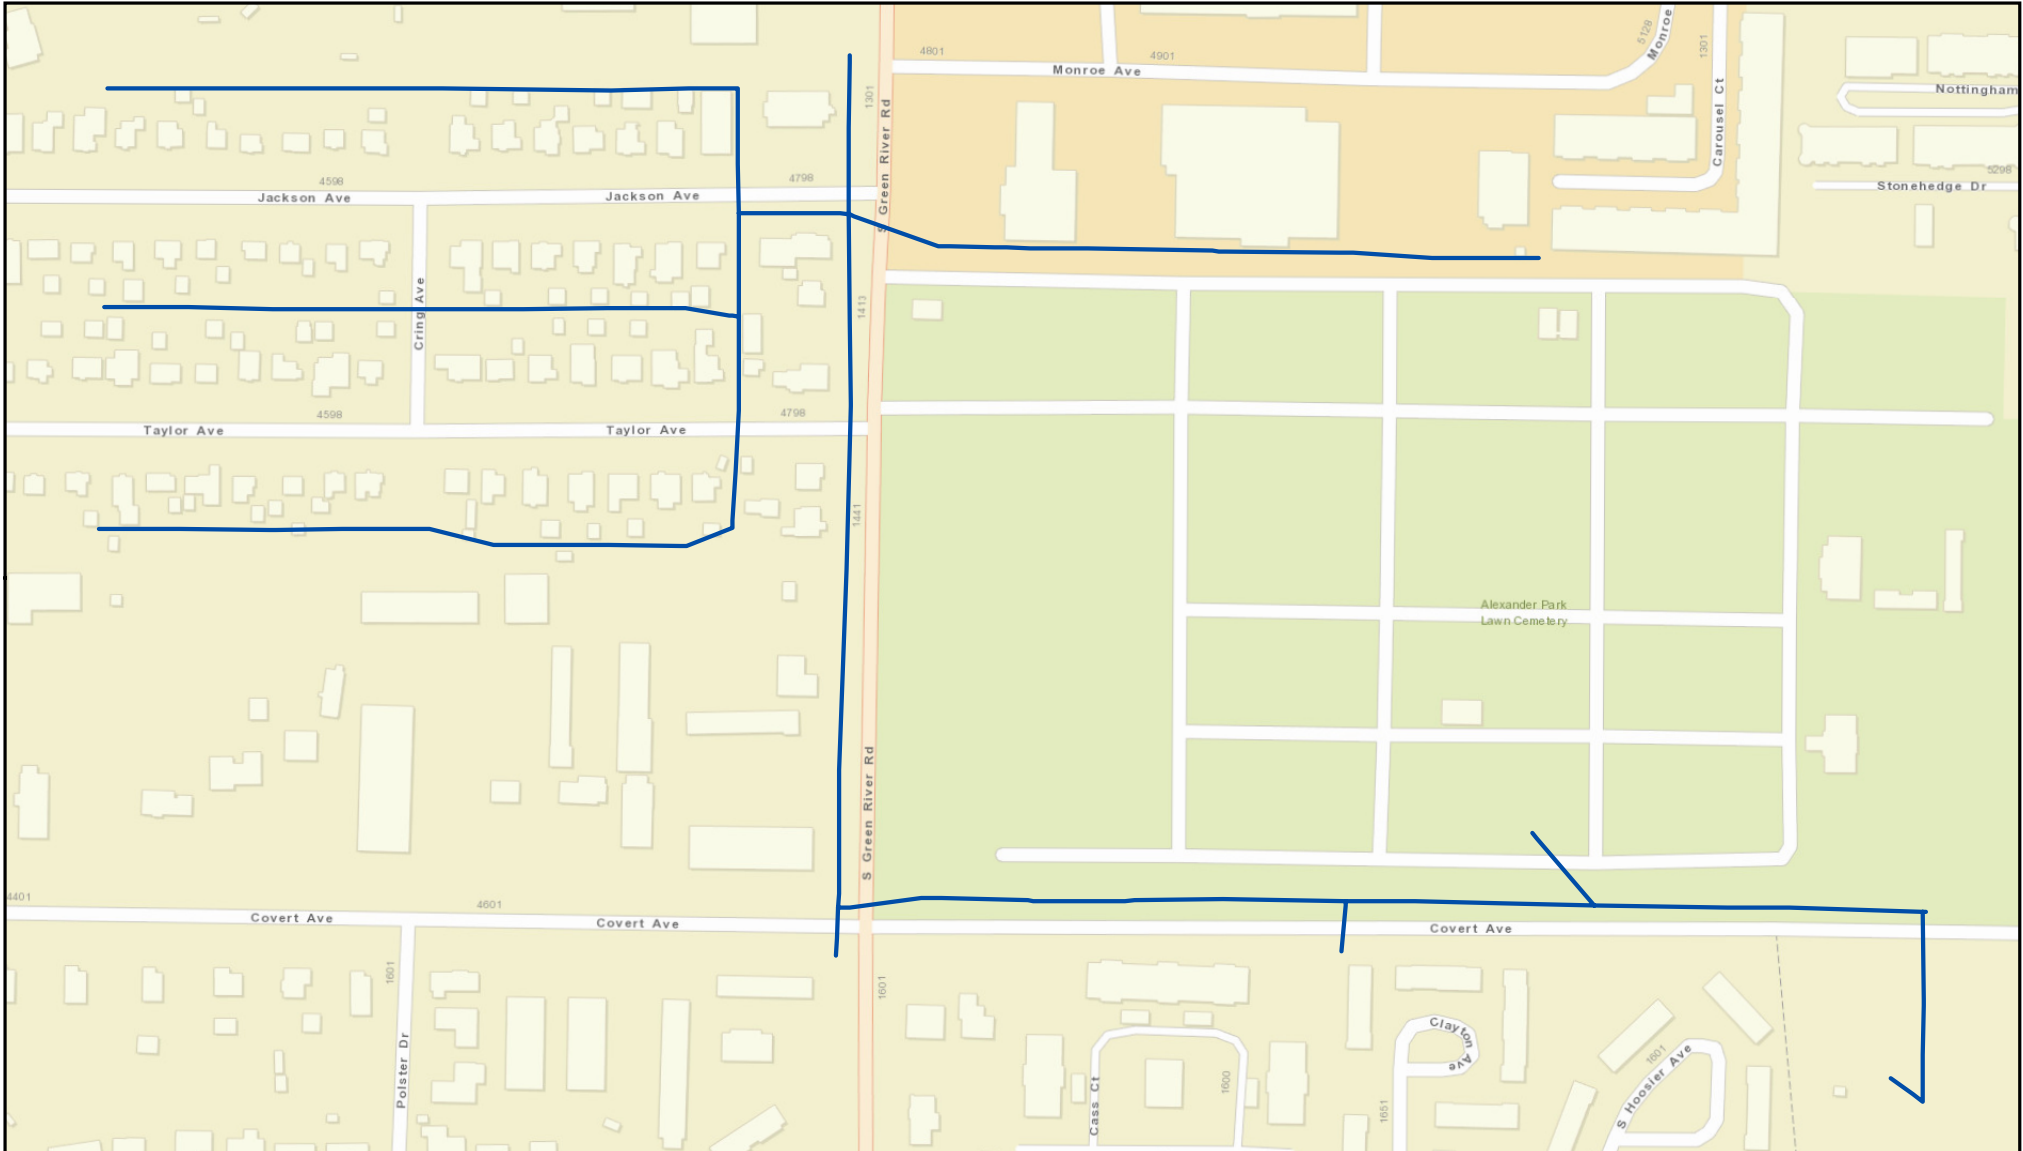 Monroe
5128
1301
4801
4901
Monroe Ave
Nottingham
1301
S Green River Rd
Carousel Ct
5298
Stonehedge Dr
4598
4798
Jackson Ave
Jackson Ave
Cring Ave
1413
4598
4798
Taylor Ave
Taylor Ave
1441
Alexander Park
Lawn Cemetery
S Green River Rd
4401
4601
Covert Ave
Covert Ave
Covert Ave
1601
1601
Polster Dr
Clayton Ave
1601
S Hoosier Ave
1600
Cass Ct
1651